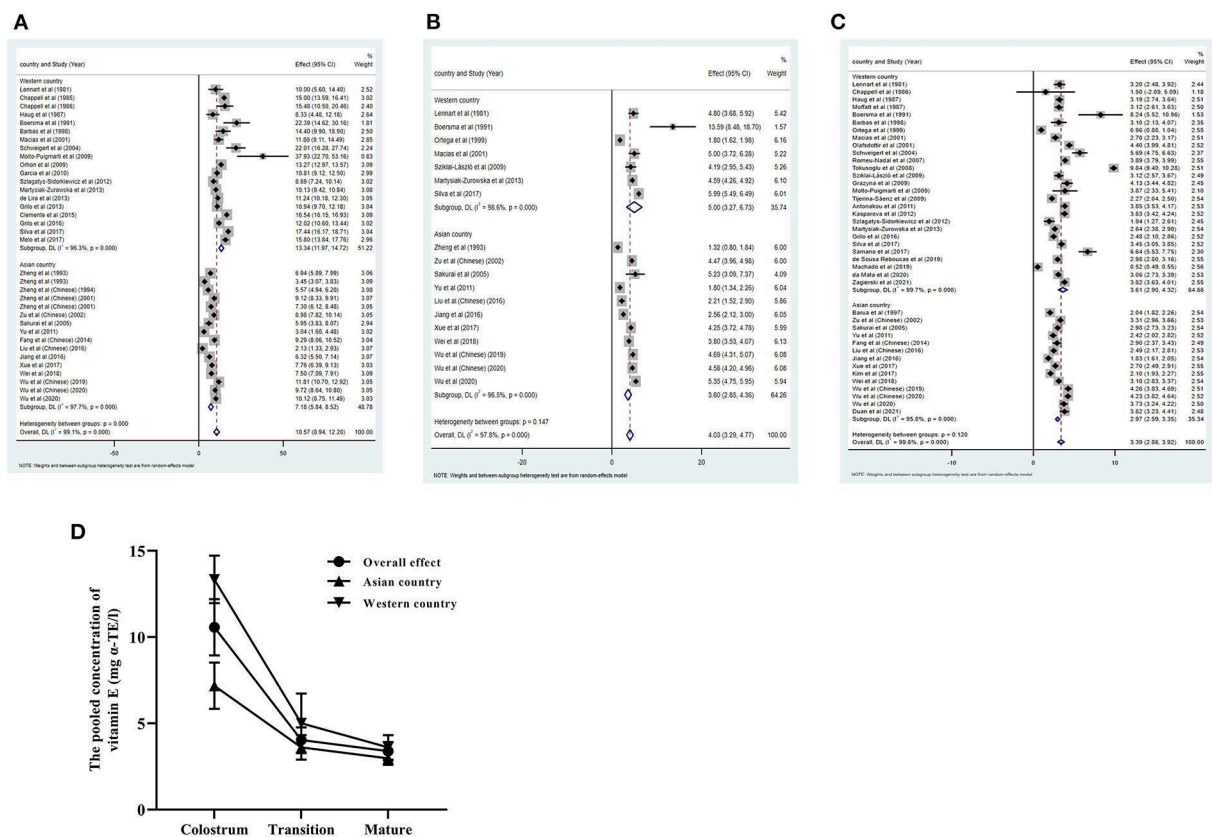 A
%
country and Study (Year) Effect (95% CI) Weight
Western country
Lennart et al (1981) 10.00 (5.60, 14.40) 2.52
Chappell et al (1985) 15.00 (13.59, 16.41) 3.02
Chappell et al (1986) 15.48 (10.50, 20.46) 2.40
Haug et al (1987) 8.33 (4.48, 12.18) 2.64
Boersma et al (1991) 22.39 (14.62, 30.16) 1.81
Barbas et al (1998) 14.40 (9.90, 18.90) 2.50
Macias et al (2001) 11.80 (9.11, 14.49) 2.85
Schweigert et al (2004) 22.01 (16.28, 27.74) 2.24
Molto-Puigmarti et al (2009) 37.93 (22.70, 53.16) 0.83
Orhon et al (2009) 13.27 (12.97, 13.57) 3.09
Garcia et al (2010) 10.81 (9.12, 12.50) 2.99
Szlagatys-Sidorkiewicz et al (2012) 8.69 (7.24, 10.14) 3.02
Martysiak-Żurowska et al (2013) 10.13 (9.42, 10.84) 3.08
de Lira et al (2013) 11.24 (10.18, 12.30) 3.05
Grilo et al (2013) 10.94 (9.70, 12.18) 3.04
Clemente et al (2015) 16.54 (16.15, 16.93) 3.09
Grilo et al (2016) 12.02 (10.60, 13.44) 3.02
Silva et al (2017) 17.44 (16.17, 18.71) 3.04
Melo et al (2017) 15.80 (13.84, 17.76) 2.96
Subgroup, DL (I² = 96.3%, p = 0.000) 13.34 (11.97, 14.72) 51.22
Asian country
Zheng et al (1993) 6.94 (5.89, 7.99) 3.06
Zheng et al (1993) 3.45 (3.07, 3.83) 3.09
Zheng et al (Chinese) (1994) 5.57 (4.94, 6.20) 3.08
Zheng et al (Chinese) (2001) 9.12 (8.33, 9.91) 3.07
Zheng et al (Chinese) (2001) 7.30 (6.12, 8.48) 3.05
Zu et al (Chinese) (2002) 8.98 (7.82, 10.14) 3.05
Sakurai et al (2005) 5.95 (3.83, 8.07) 2.94
Yu et al (2011) 3.04 (1.60, 4.48) 3.02
Fang et al (Chinese) (2014) 9.29 (8.06, 10.52) 3.04
Liu et al (Chinese) (2016) 2.13 (1.33, 2.93) 3.07
Jiang et al (2016) 6.32 (5.50, 7.14) 3.07
Xue et al (2017) 7.76 (6.39, 9.13) 3.03
Wei et al (2018) 7.50 (7.09, 7.91) 3.09
Wu et al (Chinese) (2019) 11.81 (10.70, 12.92) 3.05
Wu et al (Chinese) (2020) 9.72 (8.64, 10.80) 3.05
Wu et al (2020) 10.12 (8.75, 11.49) 3.03
Subgroup, DL (I² = 97.7%, p = 0.000) 7.18 (5.84, 8.52) 48.78
Heterogeneity between groups: p = 0.000
Overall, DL (I² = 99.1%, p = 0.000) 10.57 (8.94, 12.20) 100.00
0 50
NOTE: Weights and between-subgroup heterogeneity test are from random-effects model
B
%
country and Study (Year) Effect (95% CI) Weight
Western country
Lennart et al (1981) 4.80 (3.68, 5.92) 5.42
Boersma et al (1991) 13.59 (8.48, 18.70) 1.57
Ortega et al (1999) 1.80 (1.62, 1.98) 6.16
Macias et al (2001) 5.00 (3.72, 6.28) 5.22
Sziklai-László et al (2009) 4.19 (2.95, 5.43) 5.28
Martysiak-Żurowska et al (2013) 4.59 (4.26, 4.92) 6.10
Silva et al (2017) 5.99 (5.49, 6.49) 6.01
Subgroup, DL (I² = 98.6%, p = 0.000) 5.00 (3.27, 6.73) 35.74
Asian country
Zheng et al (1993) 1.32 (0.80, 1.84) 6.00
Zu et al (Chinese) (2002) 4.47 (3.96, 4.98) 6.00
Sakurai et al (2005) 5.23 (3.09, 7.37) 4.09
Yu et al (2011) 1.80 (1.34, 2.26) 6.04
Liu et al (Chinese) (2016) 2.21 (1.52, 2.90) 5.86
Jiang et al (2016) 2.56 (2.12, 3.00) 6.05
Xue et al (2017) 4.25 (3.72, 4.78) 5.99
Wei et al (2018) 3.80 (3.53, 4.07) 6.13
Wu et al (Chinese) (2019) 4.69 (4.31, 5.07) 6.08
Wu et al (Chinese) (2020) 4.58 (4.20, 4.96) 6.08
Wu et al (2020) 5.35 (4.75, 5.95) 5.94
Subgroup, DL (I² = 96.5%, p = 0.000) 3.60 (2.85, 4.36) 64.26
Heterogeneity between groups: p = 0.147
Overall, DL (I² = 97.8%, p = 0.000) 4.03 (3.29, 4.77) 100.00
-20 0 20
NOTE: Weights and between-subgroup heterogeneity test are from random-effects model
C
%
country and Study (Year) Effect (95% CI) Weight
Western country
Lennart et al (1981) 3.20 (2.48, 3.92) 2.44
Chappell et al (1986) 1.50 (-2.09, 5.09) 1.18
Haug et al (1987) 3.19 (2.74, 3.64) 2.51
Moffatt et al (1987) 3.12 (2.61, 3.63) 2.50
Boersma et al (1991) 8.24 (5.52, 10.96) 1.53
Barbas et al (1998) 3.10 (2.13, 4.07) 2.35
Ortega et al (1999) 0.96 (0.88, 1.04) 2.55
Macias et al (2001) 2.70 (2.23, 3.17) 2.51
Olafsdottir et al (2001) 4.40 (3.99, 4.81) 2.52
Schweigert et al (2004) 5.69 (4.75, 6.63) 2.37
Romeu-Nadal et al (2007) 3.89 (3.79, 3.99) 2.55
Tokusoglu et al (2008) 9.84 (9.40, 10.28) 2.51
Sziklai-László et al (2009) 3.12 (2.57, 3.67) 2.49
Grażyna et al (2009) 4.13 (3.44, 4.82) 2.45
Molto-Puigmarti et al (2009) 3.87 (2.33, 5.41) 2.10
Tijerina-Sáenz et al (2009) 2.27 (2.04, 2.50) 2.54
Antonakou et al (2011) 3.85 (3.53, 4.17) 2.53
Kasparova et al (2012) 3.83 (3.42, 4.24) 2.52
Szlagatys-Sidorkiewicz et al (2012) 1.94 (1.27, 2.61) 2.45
Martysiak-Żurowska et al (2013) 2.64 (2.38, 2.90) 2.54
Grilo et al (2016) 2.48 (2.10, 2.86) 2.52
Silva et al (2017) 3.45 (3.05, 3.85) 2.52
Samano et al (2017) 6.64 (5.53, 7.75) 2.30
de Sousa Reboucas et al (2019) 2.98 (2.80, 3.16) 2.55
Machado et al (2019) 0.52 (0.49, 0.55) 2.56
da Mata et al (2020) 3.06 (2.73, 3.39) 2.53
Zagierski et al (2021) 3.82 (3.63, 4.01) 2.55
Subgroup, DL (I² = 99.7%, p = 0.000) 3.61 (2.90, 4.32) 64.66
Asian country
Barua et al (1997) 2.04 (1.82, 2.26) 2.54
Zu et al (Chinese) (2002) 3.31 (2.96, 3.66) 2.53
Sakurai et al (2005) 2.98 (2.73, 3.23) 2.54
Yu et al (2011) 2.42 (2.02, 2.82) 2.52
Fang et al (Chinese) (2014) 2.90 (2.37, 3.43) 2.50
Liu et al (Chinese) (2016) 2.49 (2.17, 2.81) 2.53
Jiang et al (2016) 1.83 (1.61, 2.05) 2.54
Xue et al (2017) 2.70 (2.49, 2.91) 2.55
Kim et al (2017) 2.10 (1.93, 2.27) 2.55
Wei et al (2018) 3.10 (2.83, 3.37) 2.54
Wu et al (Chinese) (2019) 4.26 (3.83, 4.69) 2.51
Wu et al (Chinese) (2020) 4.23 (3.82, 4.64) 2.52
Wu et al (2020) 3.73 (3.24, 4.22) 2.50
Duan et al (2021) 3.82 (3.23, 4.41) 2.48
Subgroup, DL (I² = 95.8%, p = 0.000) 2.97 (2.59, 3.35) 35.34
Heterogeneity between groups: p = 0.120
Overall, DL (I² = 99.6%, p = 0.000) 3.39 (2.86, 3.92) 100.00
-10 0 10
NOTE: Weights and between-subgroup heterogeneity test are from random-effects model
D
The pooled concentration of
vitamin E (mg α-TE/l)
15
10
5
0
Overall effect
Asian country
Western country
Colostrum Transition Mature